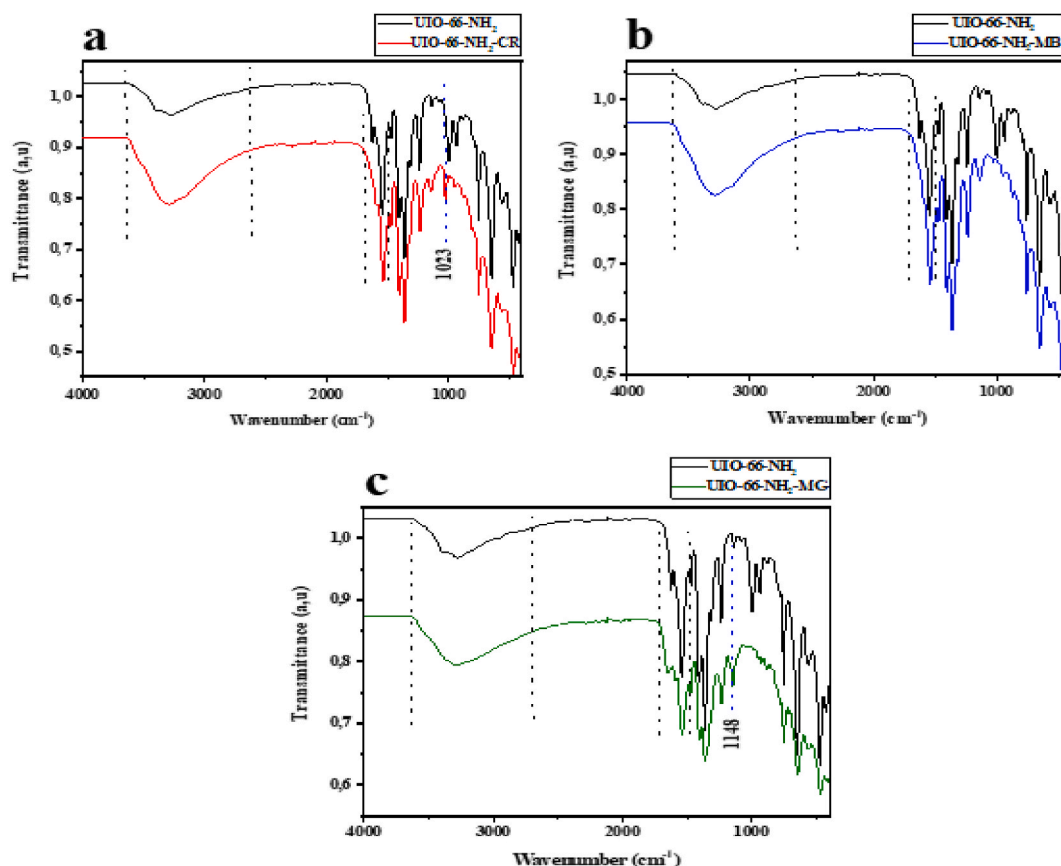 a
UIO-66-NH₂
UIO-66-NH₂-CR
1,0
0,9
0,8
0,7
0,6
0,5
Transmittance (a,u)
1023
4000 3000 2000 1000
Wavenumber (cm⁻¹)
b
UIO-66-NH₂
UIO-66-NH₂-MB
1,0
0,9
0,8
0,7
0,6
0,5
Transmittance (a,u)
4000 3000 2000 1000
Wavenumber (cm⁻¹)
c
UIO-66-NH₂
UIO-66-NH₂-MG
1,0
0,9
0,8
0,7
0,6
Transmittance (a,u)
1148
4000 3000 2000 1000
Wavenumber (cm⁻¹)